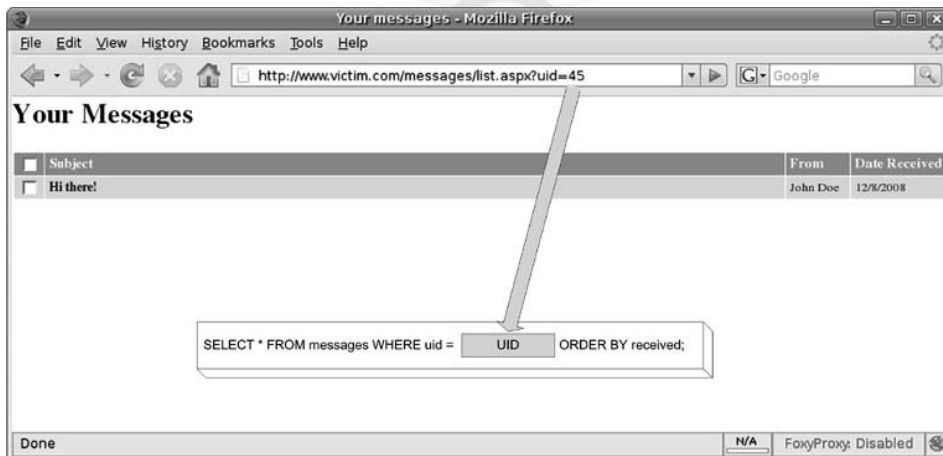 Your messages - Mozilla Firefox
File Edit View History Bookmarks Tools Help
http://www.victim.com/messages/list.aspx?uid=45
G Google
Your Messages
Subject From Date Received
Hi there! John Doe 12/8/2008
SELECT * FROM messages WHERE uid = UID ORDER BY received;
Done N/A FoxyProxy: Disabled